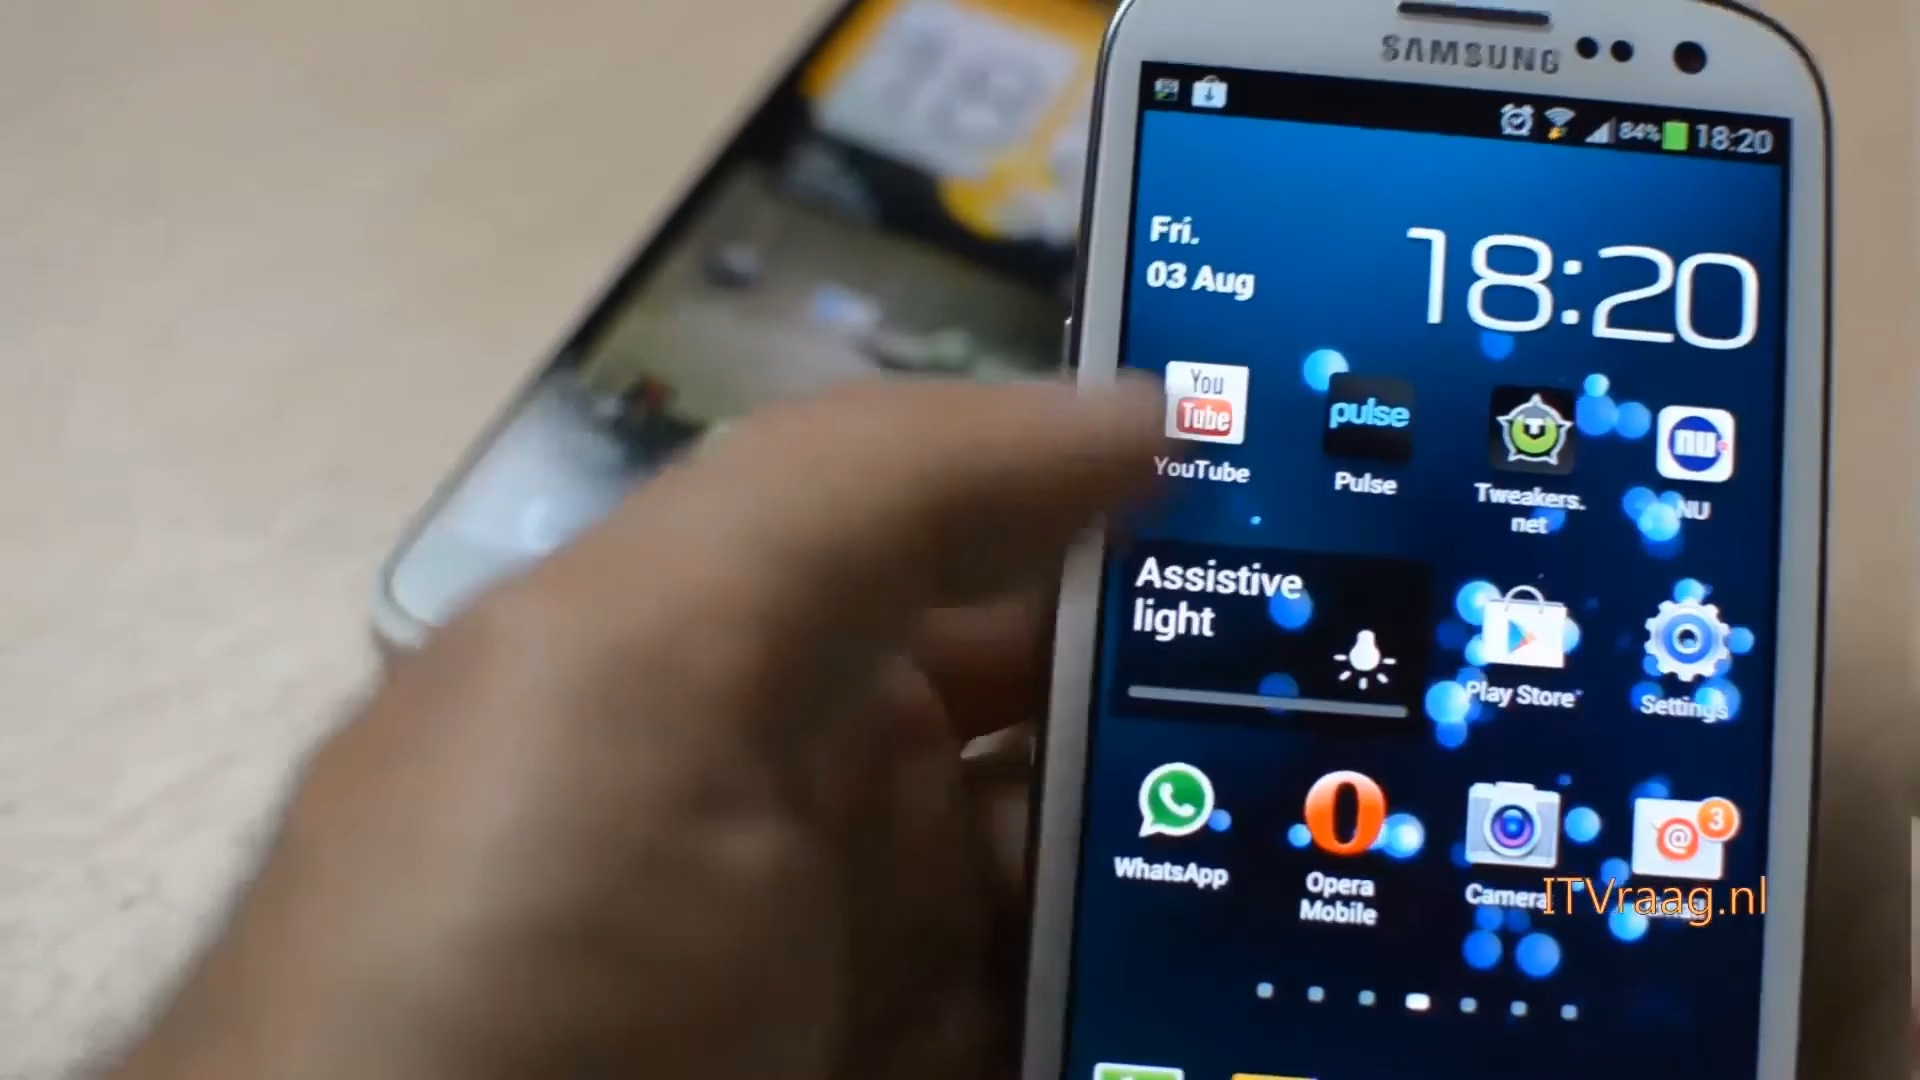 SAMSUNG
84% 18:20
Fri.
03 Aug
18:20
You
Tube
YouTube
pulse
Pulse
Tweakers.
net
nu
NU
Assistive
light
Play Store
Settings
WhatsApp
Opera
Mobile
Camera
3
@
ITVraag.nl